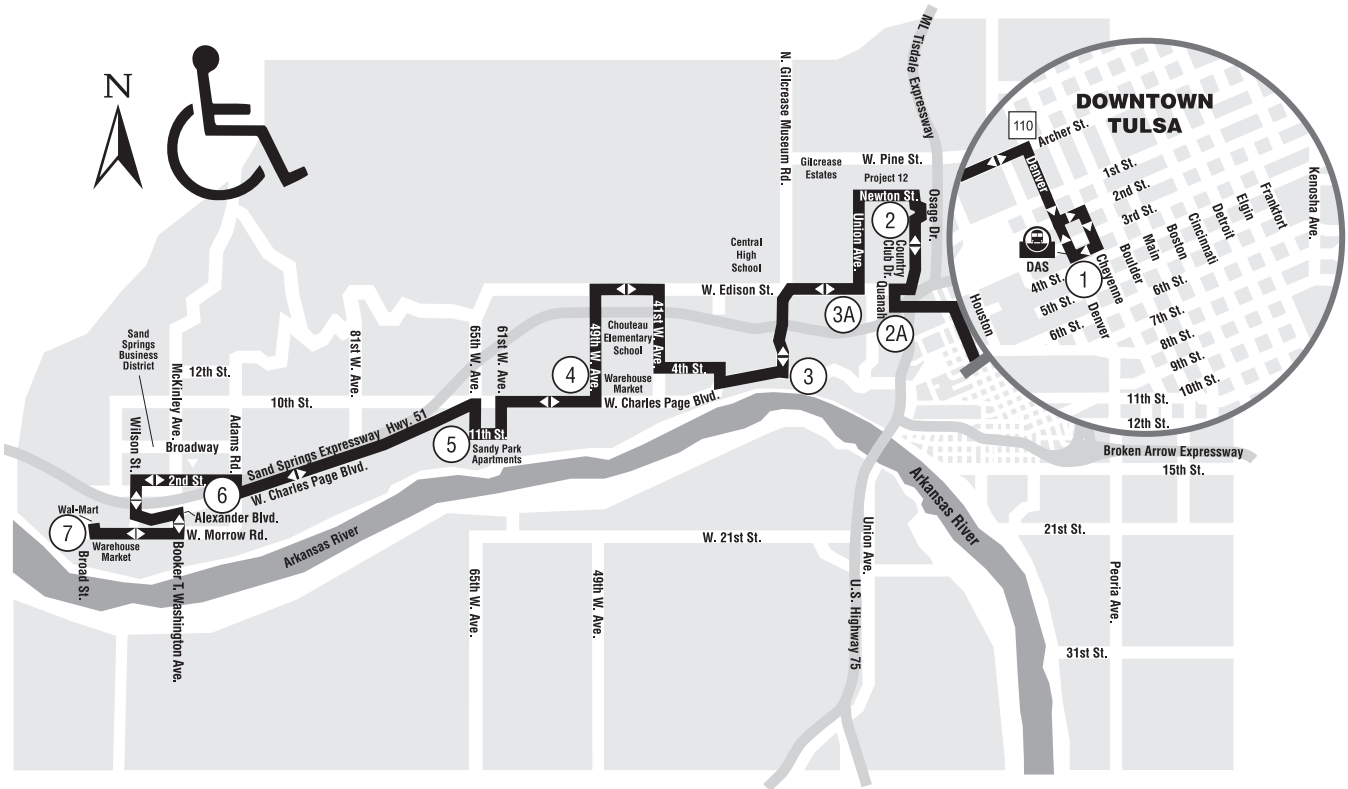 N
DOWNTOWN
TULSA
110
Archer St.
Denver
1st St.
2nd St.
3rd St.
Frankfort
Elgin
Detroit
Cincinnati
Boston
Main
Boulder
Cheyenne
Denver
DAS
1
4th St.
5th St.
6th St.
6th St.
7th St.
8th St.
9th St.
10th St.
Houston
Kenosha Ave.
ML Tisdale Expressway
N. Gilcrease Museum Rd.
Gilcrease
Estates
W. Pine St.
Project 12
Newton St.
Osage Dr.
2
Union Ave.
Country
Club Dr.
Quanah
2A
Central
High
School
W. Edison St.
3A
3
49th W. Ave.
41st W. Ave.
Chouteau
Elementary
School
Warehouse
Market
4th St.
4
W. Charles Page Blvd.
65th W. Ave.
61st W. Ave.
81st W. Ave.
5
11th St.
Sandy Park
Apartments
Sand
Springs
Business
District
McKinley Ave.
12th St.
10th St.
Wilson St.
Broadway
Adams Rd.
Sand Springs Expressway Hwy. 51
W. Charles Page Blvd.
2nd St.
6
Alexander Blvd.
Wal-Mart
7
W. Morrow Rd.
Warehouse
Market
Broad St.
Booker T. Washington Ave.
Arkansas River
Arkansas River
65th W. Ave.
49th W. Ave.
W. 21st St.
Union Ave.
U.S. Highway 75
11th St.
12th St.
Broken Arrow Expressway
15th St.
21st St.
Peoria Ave.
31st St.